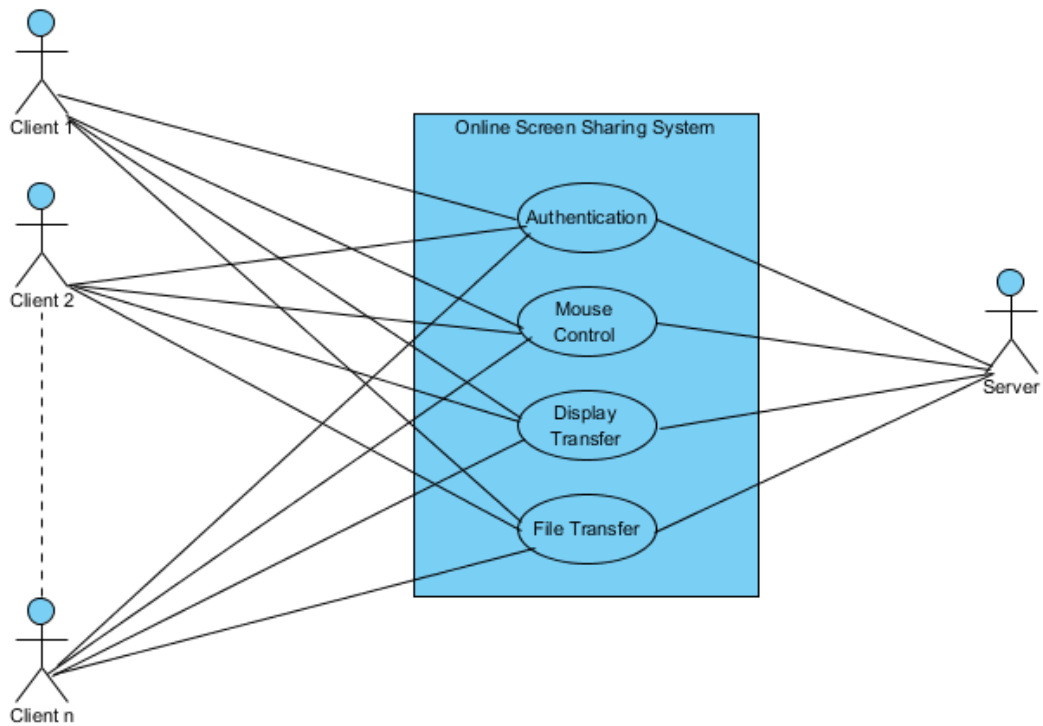 Client 1
Online Screen Sharing System
Authentication
Client 2
Mouse
Control
Server
Display
Transfer
File Transfer
Client n